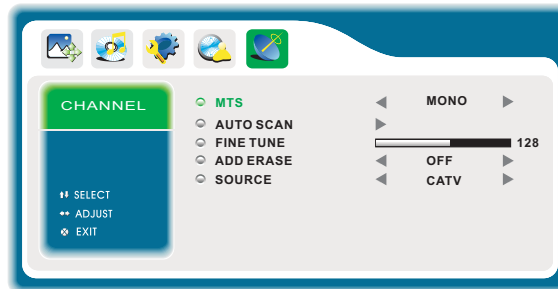 CHANNEL
SELECT
ADJUST
EXIT
MTS MONO
AUTO SCAN
FINE TUNE 128
ADD ERASE OFF
SOURCE CATV